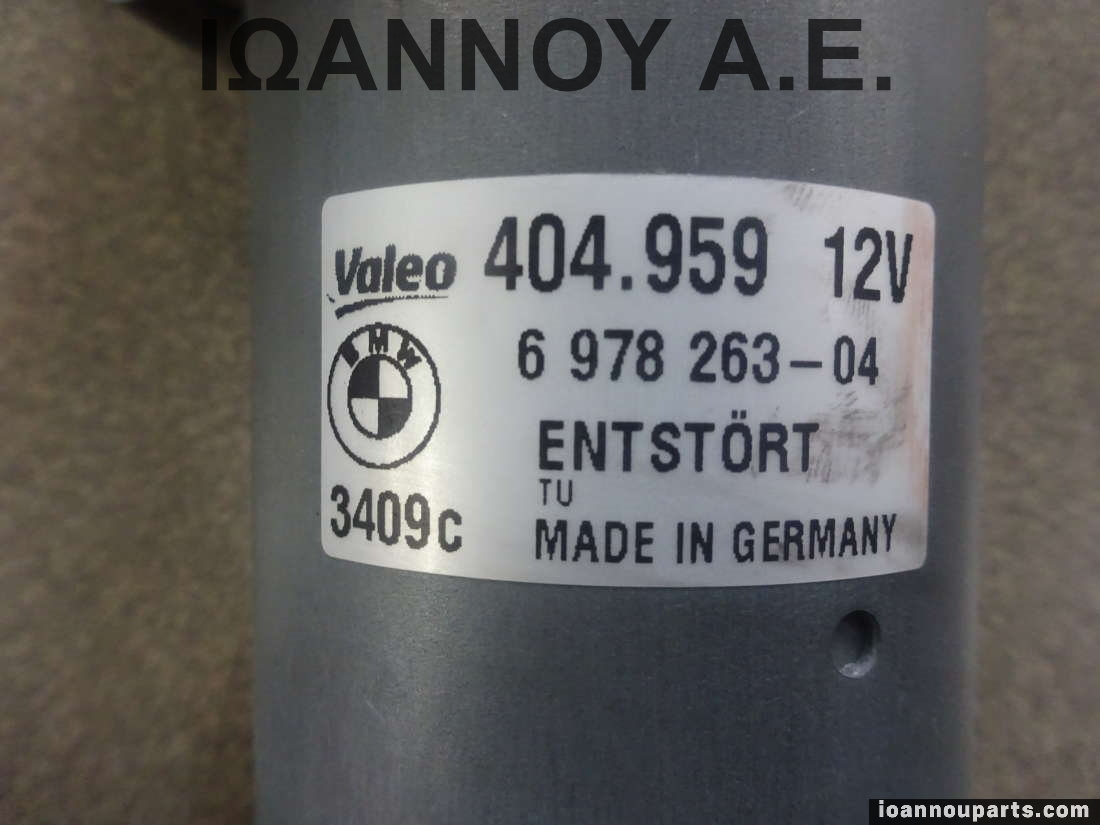 ΙΩΑΝΝΟΥ Α.Ε.
Valeo 404.959 12V
BMW
6 978 263-04
ENTSTÖRT
TU
3409c
MADE IN GERMANY
ioannouparts.com